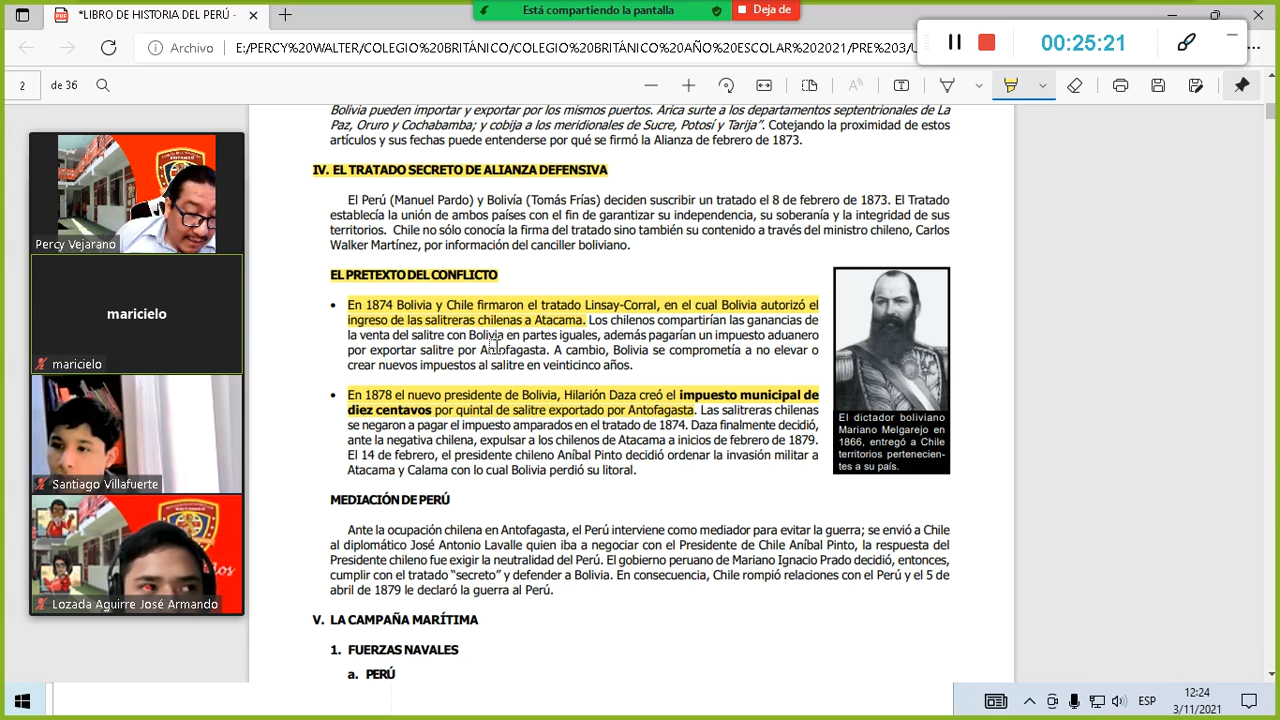 *LIBRO DE HISTORIA DEL PERÚ -
Está compartiendo la pantalla
Deja de
Archivo
E:/PERCY%20WALTER/COLEGIO%20BRITÁNICO/COLEGIO%20BRITÁNICO%20AÑO%20ESCOLAR%202021/PRE%203/L
00:25:21
2 de 36
Bolivia pueden importar y exportar por los mismos puertos. Arica surte a los departamentos septentrionales de La
Paz, Oruro y Cochabamba; y cobija a los meridionales de Sucre, Potosí y Tarija”. Cotejando la proximidad de estos
artículos y sus fechas puede entenderse por qué se firmó la Alianza de febrero de 1873.
IV. EL TRATADO SECRETO DE ALIANZA DEFENSIVA
El Perú (Manuel Pardo) y Bolivía (Tomás Frías) deciden suscribir un tratado el 8 de febrero de 1873. El Tratado
establecía la unión de ambos países con el fin de garantizar su independencia, su soberanía y la integridad de sus
territorios. Chile no sólo conocía la firma del tratado sino también su contenido a través del ministro chileno, Carlos
Walker Martínez, por información del canciller boliviano.
EL PRETEXTO DEL CONFLICTO
• En 1874 Bolivia y Chile firmaron el tratado Linsay-Corral, en el cual Bolivia autorizó el
ingreso de las salitreras chilenas a Atacama. Los chilenos compartirían las ganancias de
la venta del salitre con Bolivia en partes iguales, además pagarían un impuesto aduanero
por exportar salitre por Antofagasta. A cambio, Bolivia se comprometía a no elevar o
crear nuevos impuestos al salitre en veinticinco años.
• En 1878 el nuevo presidente de Bolivia, Hilarión Daza creó el impuesto municipal de
diez centavos por quintal de salitre exportado por Antofagasta. Las salitreras chilenas
se negaron a pagar el impuesto amparados en el tratado de 1874. Daza finalmente decidió,
ante la negativa chilena, expulsar a los chilenos de Atacama a inicios de febrero de 1879.
El 14 de febrero, el presidente chileno Aníbal Pinto decidió ordenar la invasión militar a
Atacama y Calama con lo cual Bolivia perdió su litoral.
El dictador boliviano
Mariano Melgarejo en
1866, entregó a Chile
territorios pertenecien-
tes a su país.
MEDIACIÓN DE PERÚ
Ante la ocupación chilena en Antofagasta, el Perú interviene como mediador para evitar la guerra; se envió a Chile
al diplomático José Antonio Lavalle quien iba a negociar con el Presidente de Chile Aníbal Pinto, la respuesta del
Presidente chileno fue exigir la neutralidad del Perú. El gobierno peruano de Mariano Ignacio Prado decidió, entonces,
cumplir con el tratado “secreto” y defender a Bolivia. En consecuencia, Chile rompió relaciones con el Perú y el 5 de
abril de 1879 le declaró la guerra al Perú.
V. LA CAMPAÑA MARÍTIMA
1. FUERZAS NAVALES
a. PERÚ
Percy Vejarano
maricielo
maricielo
Santiago Villafuerte
Lozada Aguirre José Armando
ESP
12:24
3/11/2021